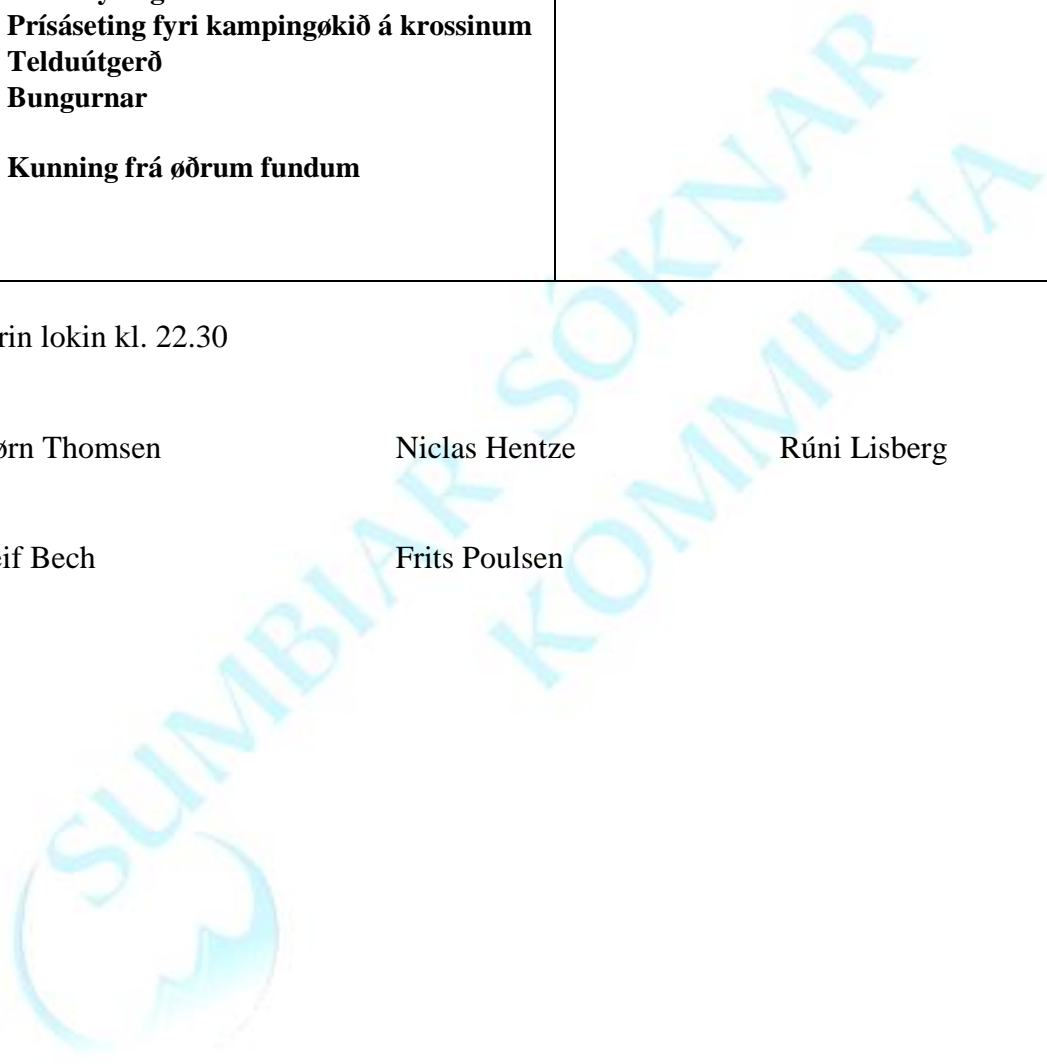 Prísáseting fyri kampingøkið á krossinum
Telduútgerð
Bungurnar
Kunning frá øðrum fundum
rin lokin kl. 22.30
ørn Thomsen Niclas Hentze Rúni Lisberg
eif Bech Frits Poulsen
SUMBIAR SÓKNAR
KOMMUNA